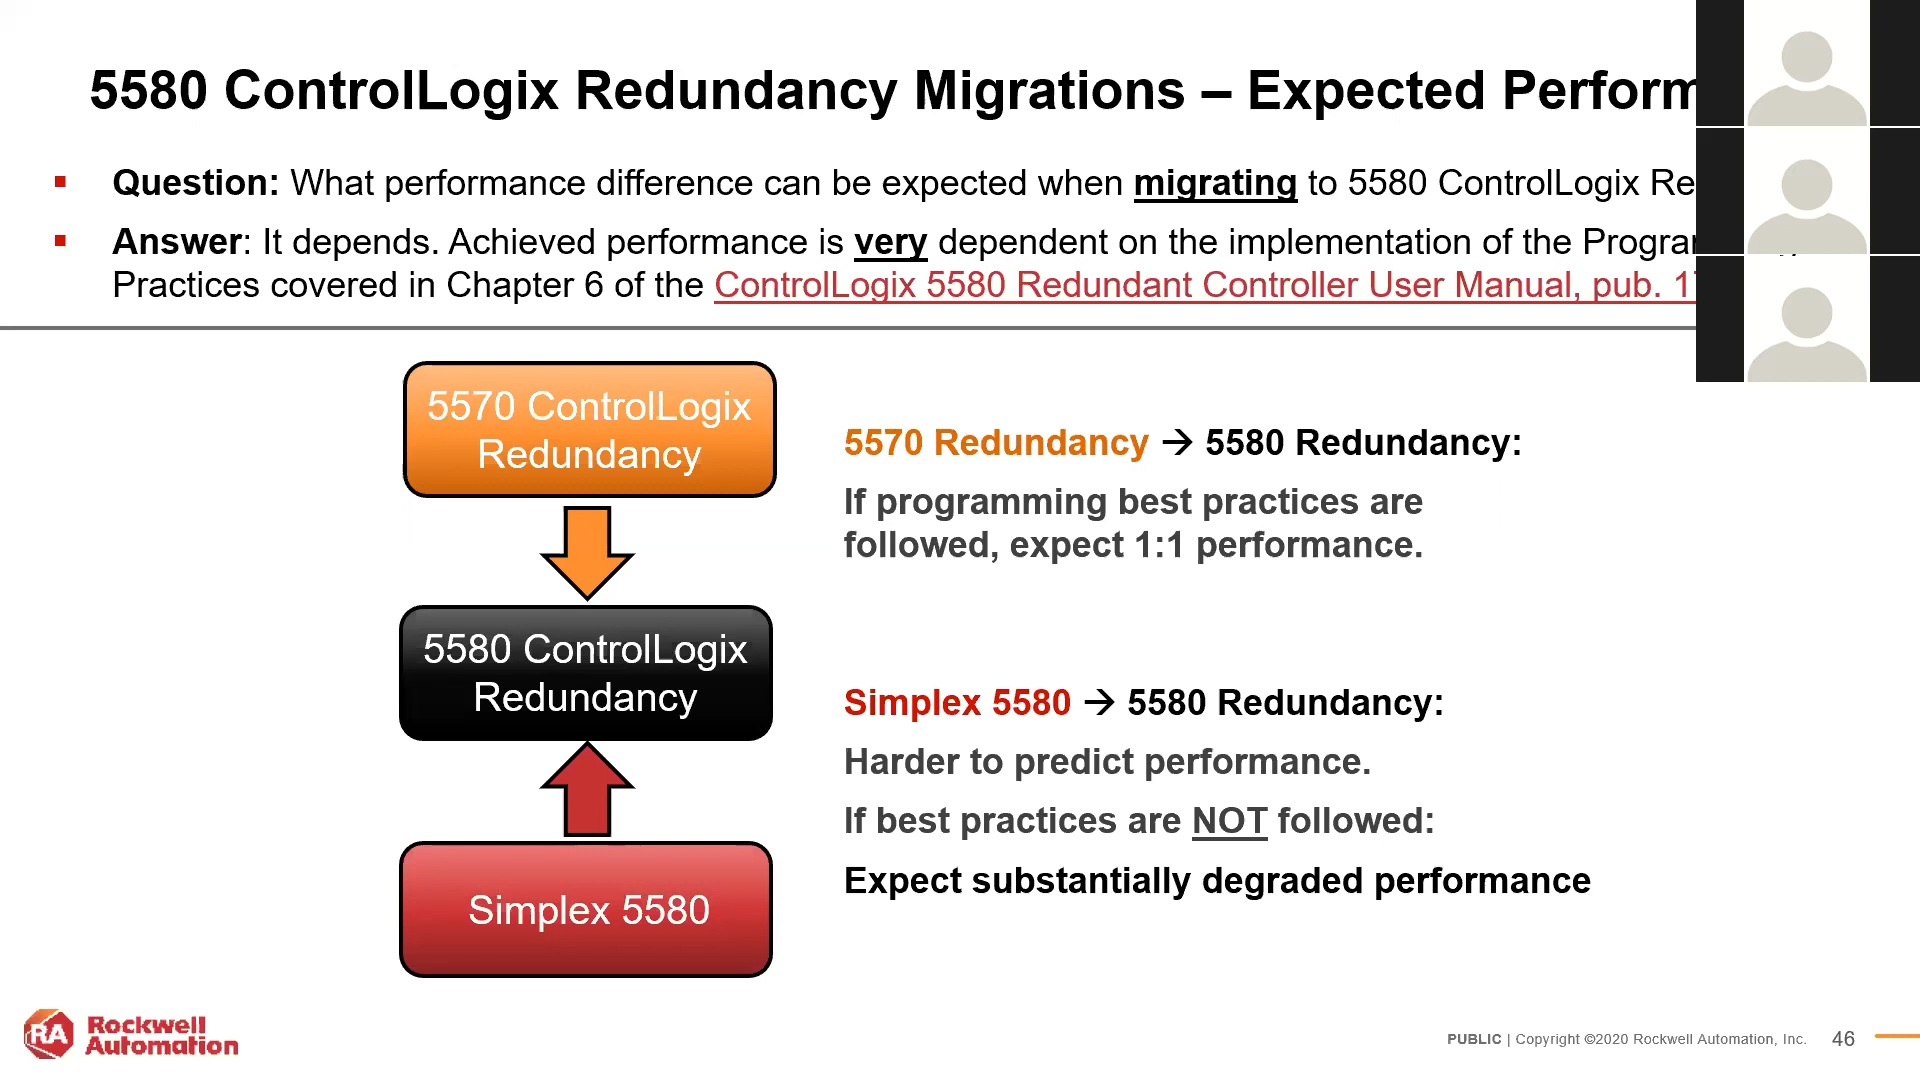 5580 ControlLogix Redundancy Migrations – Expected
Question: What performance difference can be expected when migrating to 5580 ControlLogix
Answer: It depends. Achieved performance is very dependent on the implementation of the
Practices covered in Chapter 6 of the ControlLogix 5580 Redundant Controller User Manual, pub.
5570 ControlLogix
Redundancy
5570 Redundancy → 5580 Redundancy:
If programming best practices are
followed, expect 1:1 performance.
5580 ControlLogix
Redundancy
Simplex 5580 → 5580 Redundancy:
Harder to predict performance.
If best practices are NOT followed:
Expect substantially degraded performance
Simplex 5580
RA
Rockwell
Automation
PUBLIC | Copyright ©2020 Rockwell Automation, Inc. 46